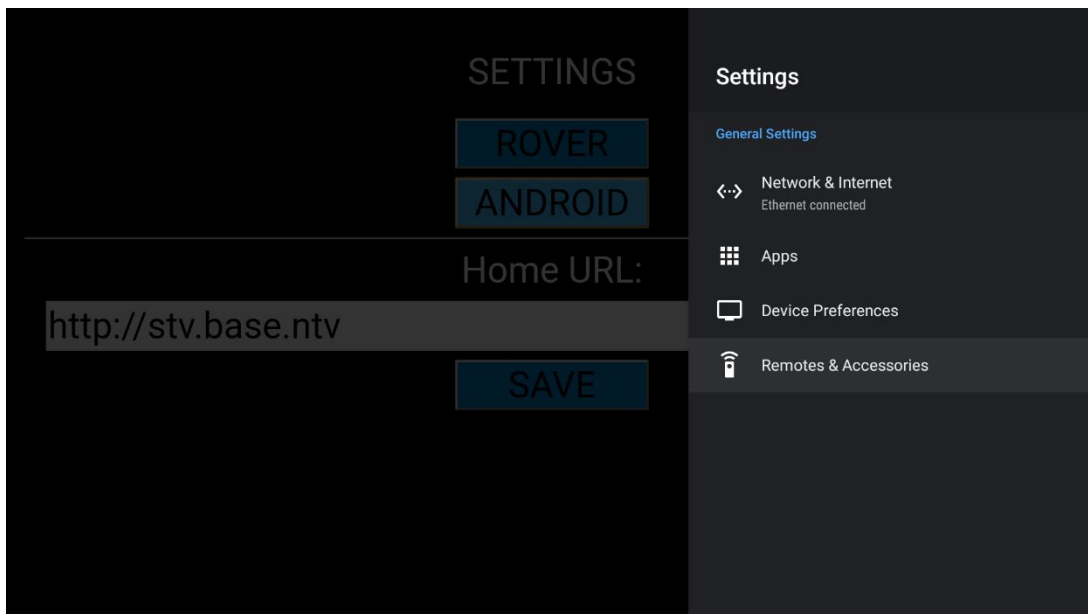 SETTINGS
ROVER
ANDROID
Home URL:
http://stv.base.ntv
SAVE
Settings
General Settings
Network & Internet
Ethernet connected
Apps
Device Preferences
Remotes & Accessories